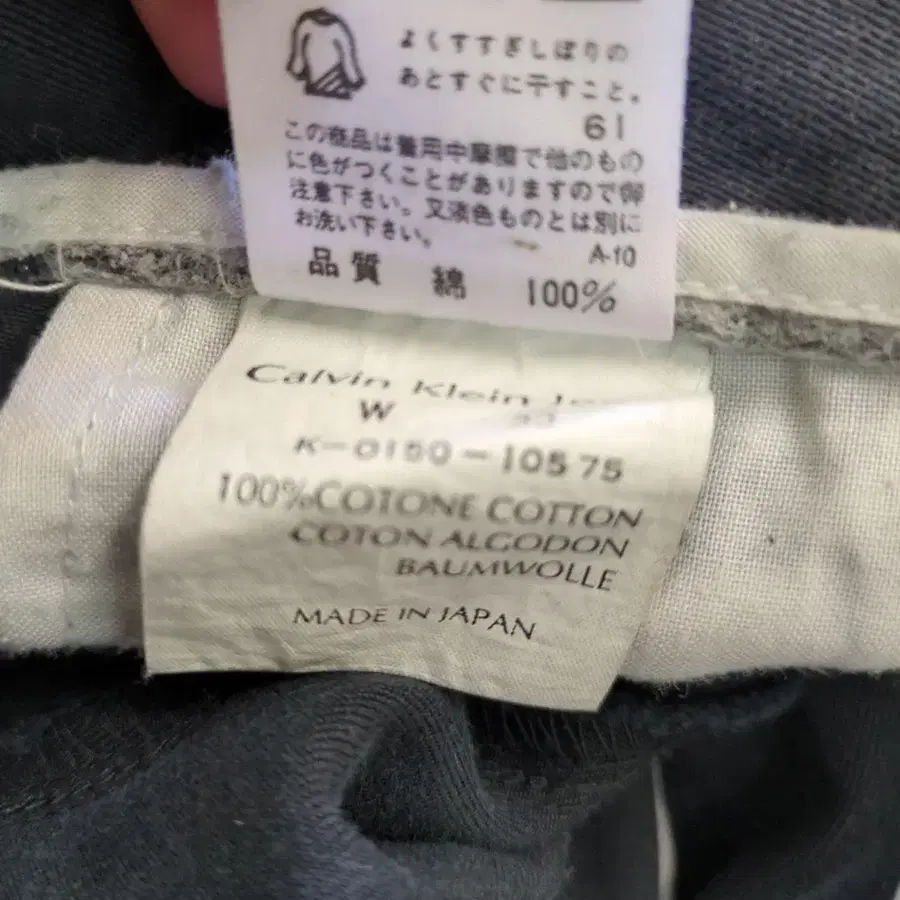 よくすすぎしぼりの
あとすぐに干すこと。
61
この商品は着用中摩擦で他のもの
に色がつくことがありますので御
注意下さい。又淡色ものとは別に
お洗い下さい。
A-10
品質 綿 100%
Calvin Klein
W
K-0150-10575
100%COTONE COTTON
COTON ALGODON
BAUMWOLLE
MADE IN JAPAN